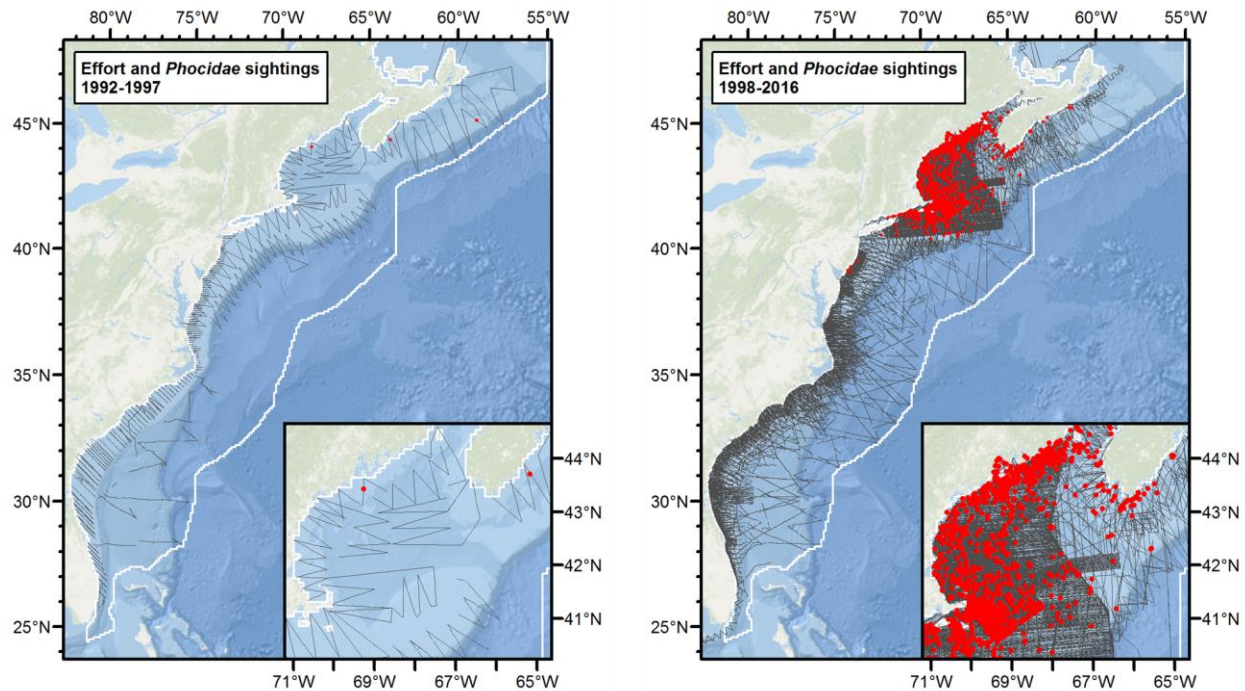 80°W 75°W 70°W 65°W 60°W 55°W
Effort and Phocidae sightings
1992-1997
45°N
40°N
35°N
30°N
25°N
44°N
43°N
42°N
41°N
71°W 69°W 67°W 65°W
80°W 75°W 70°W 65°W 60°W 55°W
Effort and Phocidae sightings
1998-2016
45°N
40°N
35°N
30°N
25°N
44°N
43°N
42°N
41°N
71°W 69°W 67°W 65°W